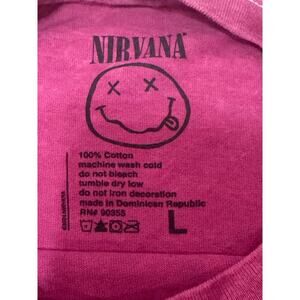 NIRVANA
100% Cotton
machine wash cold
do not bleach
tumble dry low
do not iron decoration
made in Dominican Republic
RN# 90355
L